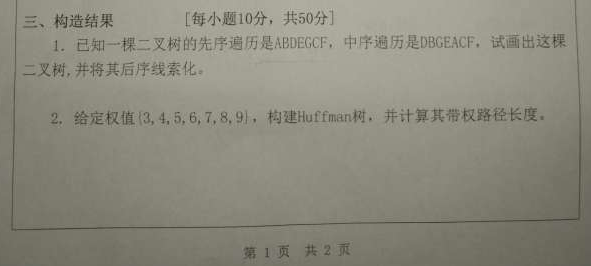 三、构造结果 [每小题10分，共50分]
1. 已知一棵二叉树的先序遍历是ABDEGCF，中序遍历是DBGEACF，试画出这棵
二叉树,并将其后序线索化。
2. 给定权值{3,4,5,6,7,8,9}，构建Huffman树，并计算其带权路径长度。
第 1 页 共 2 页